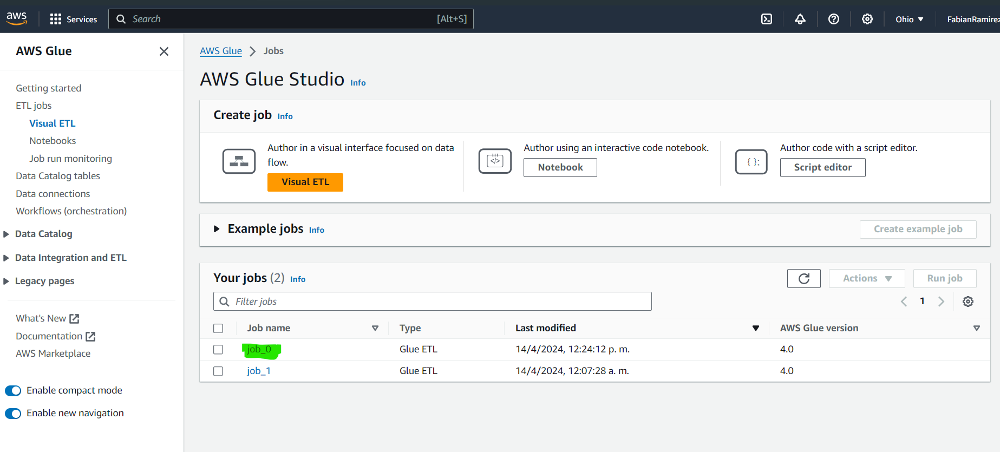 aws
Services
Search
[Alt+S]
Ohio
FabianRamirez
AWS Glue
Getting started
ETL jobs
Visual ETL
Notebooks
Job run monitoring
Data Catalog tables
Data connections
Workflows (orchestration)
Data Catalog
Data Integration and ETL
Legacy pages
What's New
Documentation
AWS Marketplace
Enable compact mode
Enable new navigation
AWS Glue > Jobs
AWS Glue Studio Info
Create job Info
Author in a visual interface focused on data
flow.
Visual ETL
Author using an interactive code notebook.
Notebook
Author code with a script editor.
Script editor
Example jobs Info
Create example job
Your jobs (2) Info
Actions
Run job
Filter jobs
1
Job name Type Last modified AWS Glue version
job_0 Glue ETL 14/4/2024, 12:24:12 p. m. 4.0
job_1 Glue ETL 14/4/2024, 12:07:28 a. m. 4.0